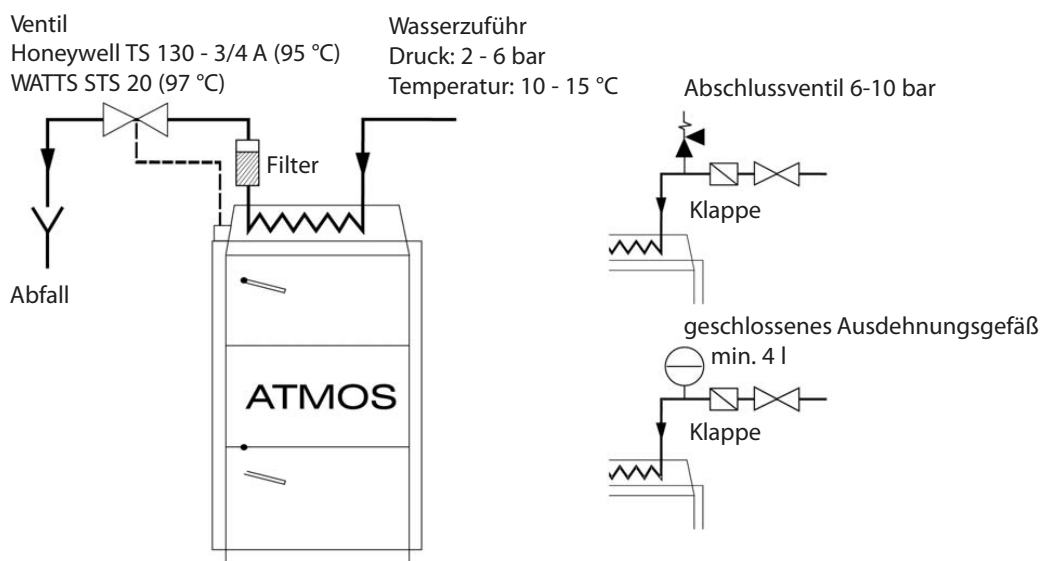 Ventil
Honeywell TS 130 - 3/4 A (95 °C)
WATTS STS 20 (97 °C)
Wasserzuführ
Druck: 2 - 6 bar
Temperatur: 10 - 15 °C
Abschlussventil 6-10 bar
Filter
Klappe
Abfall
geschlossenes Ausdehnungsgefäß
min. 4 l
ATMOS
Klappe